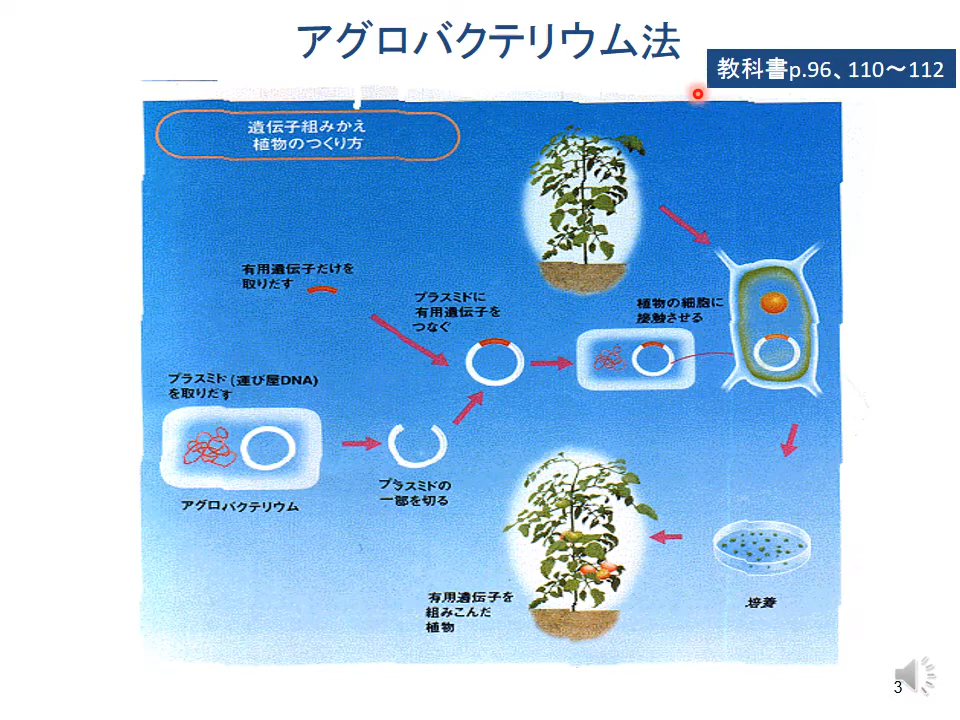 アグロバクテリウム法
教科書p.96、110～112
遺伝子組みかえ
植物のつくり方
有用遺伝子だけを
取りだす
プラスミドに
有用遺伝子を
つなぐ
植物の細胞に
接触させる
プラスミド(運び屋DNA)
を取りだす
アグロバクテリウム
プラスミドの
一部を切る
有用遺伝子を
組みこんだ
植物
培養
3